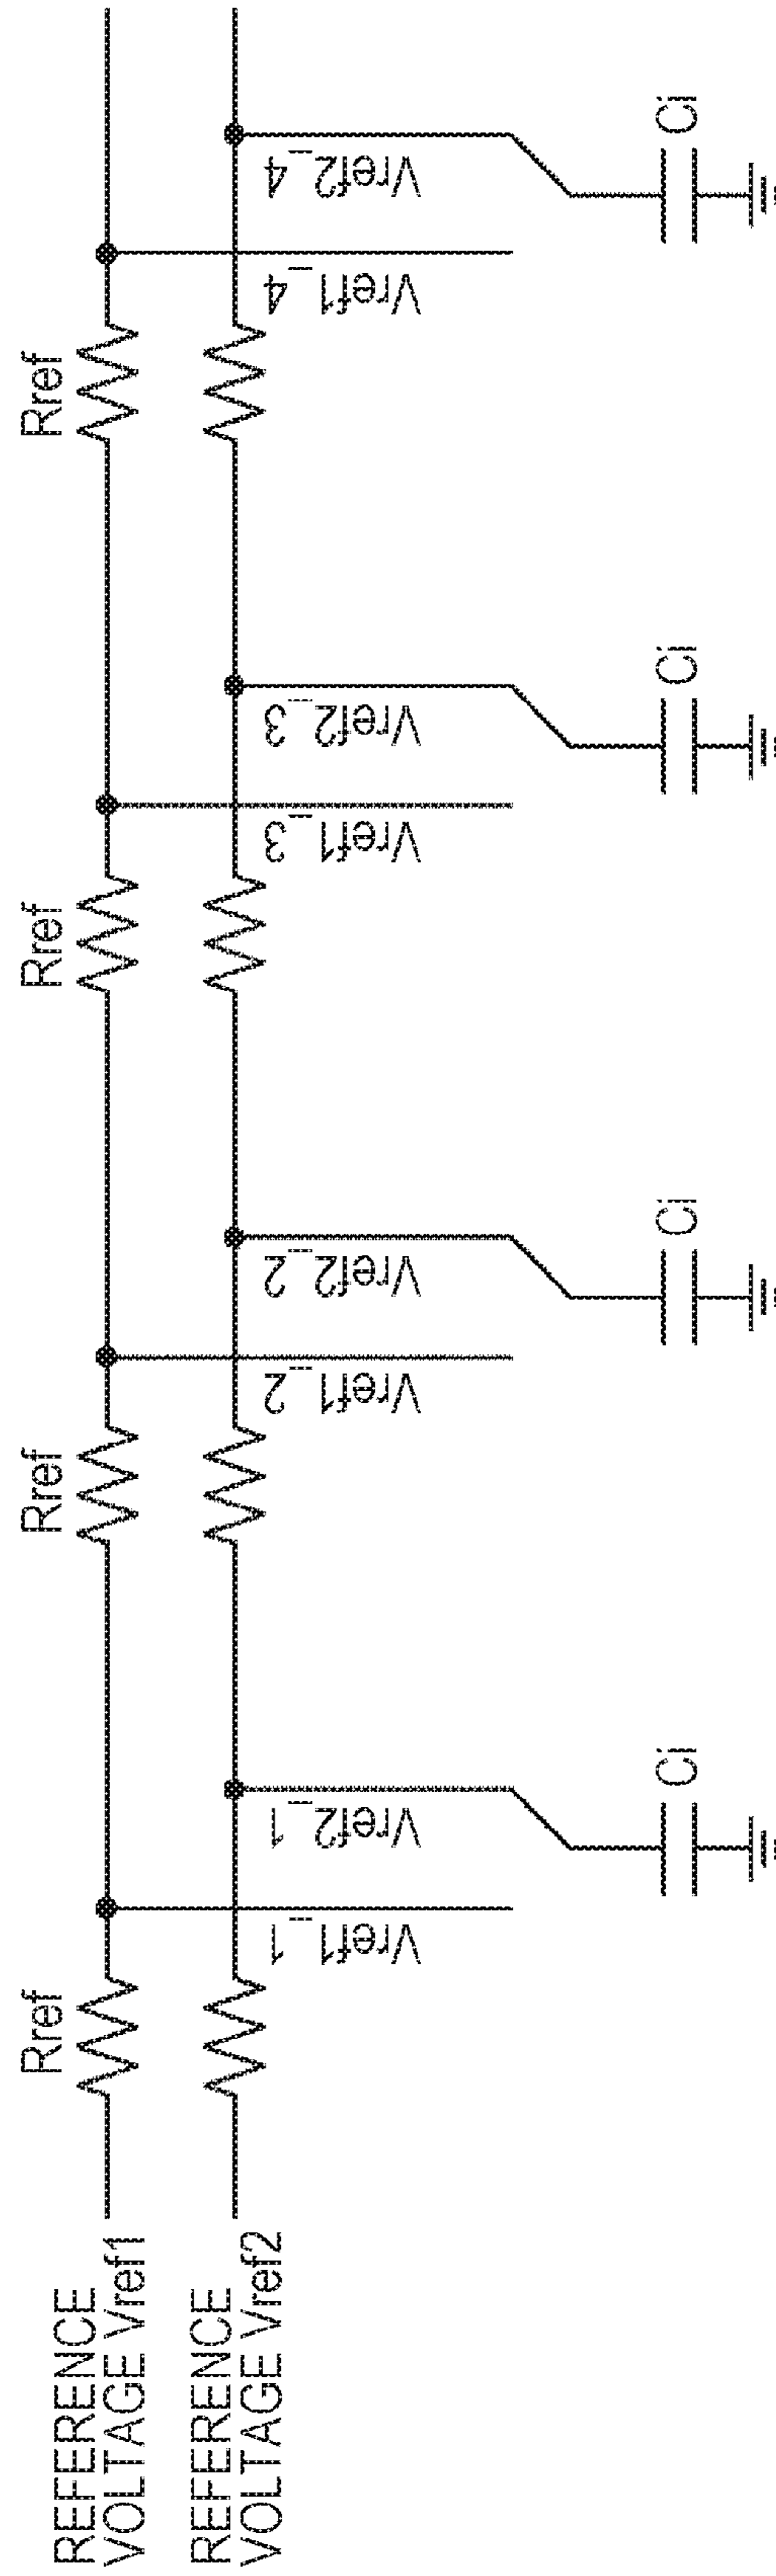 REFERENCE
VOLTAGE Vref1
REFERENCE
VOLTAGE Vref2
Rref
Rref
Rref
Rref
Vref1_1
Vref2_1
Vref1_2
Vref2_2
Vref1_3
Vref2_3
Vref1_4
Vref2_4
Ci
Ci
Ci
Ci